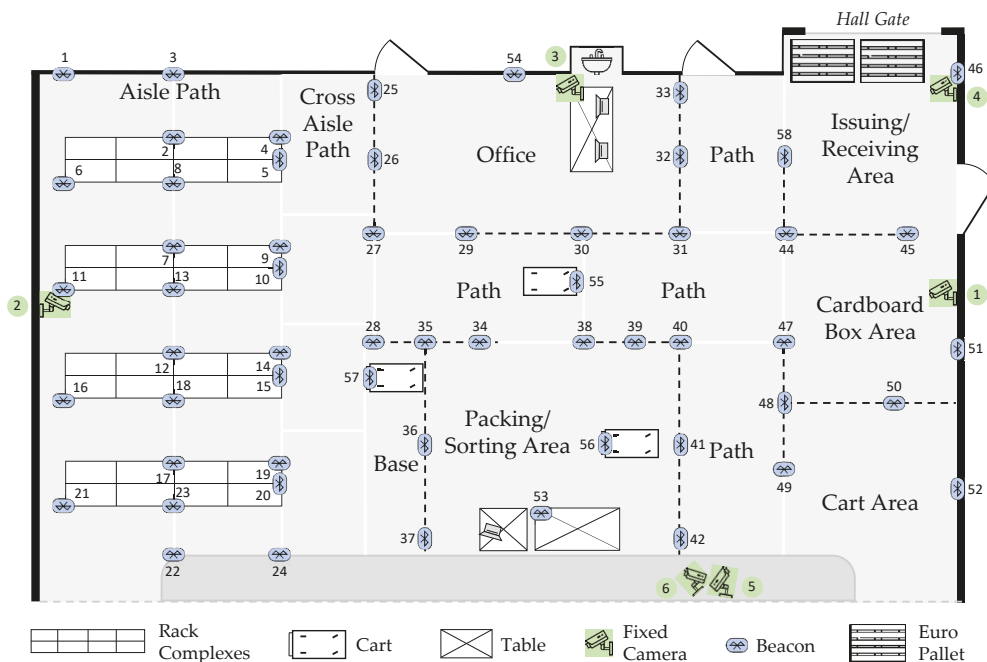 Hall Gate
1
3
54
3
46
Aisle Path
25
33
4
Cross
Aisle
Path
Issuing/
Receiving
Area
2
4
26
Office
32
Path
58
6
8
5
27
29
30
31
44
45
7
9
11
13
10
2
Path
55
Path
1
Cardboard
Box Area
28
35
34
38
39
40
47
51
12
14
16
18
15
57
48
50
Packing/
Sorting Area
36
56
41
Base
Path
17
19
49
21
23
20
Cart Area
52
53
37
42
22
24
6
5
Rack
Complexes
Cart
Table
Fixed
Camera
Beacon
Euro
Pallet